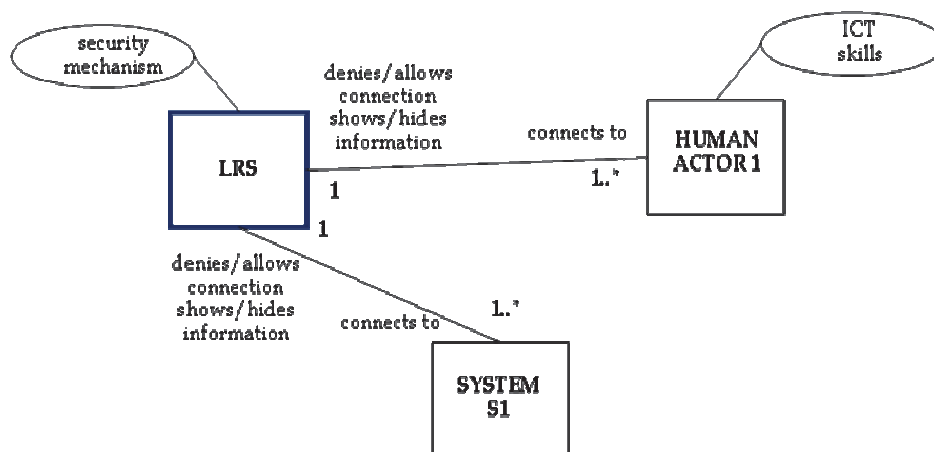 security
mechanism
ICT
skills
denies/allows
connection
shows/hides
information
connects to
HUMAN
ACTOR 1
LRS
1
1..*
1
denies/allows
connection
shows/hides
information
connects to
1..*
SYSTEM
S1